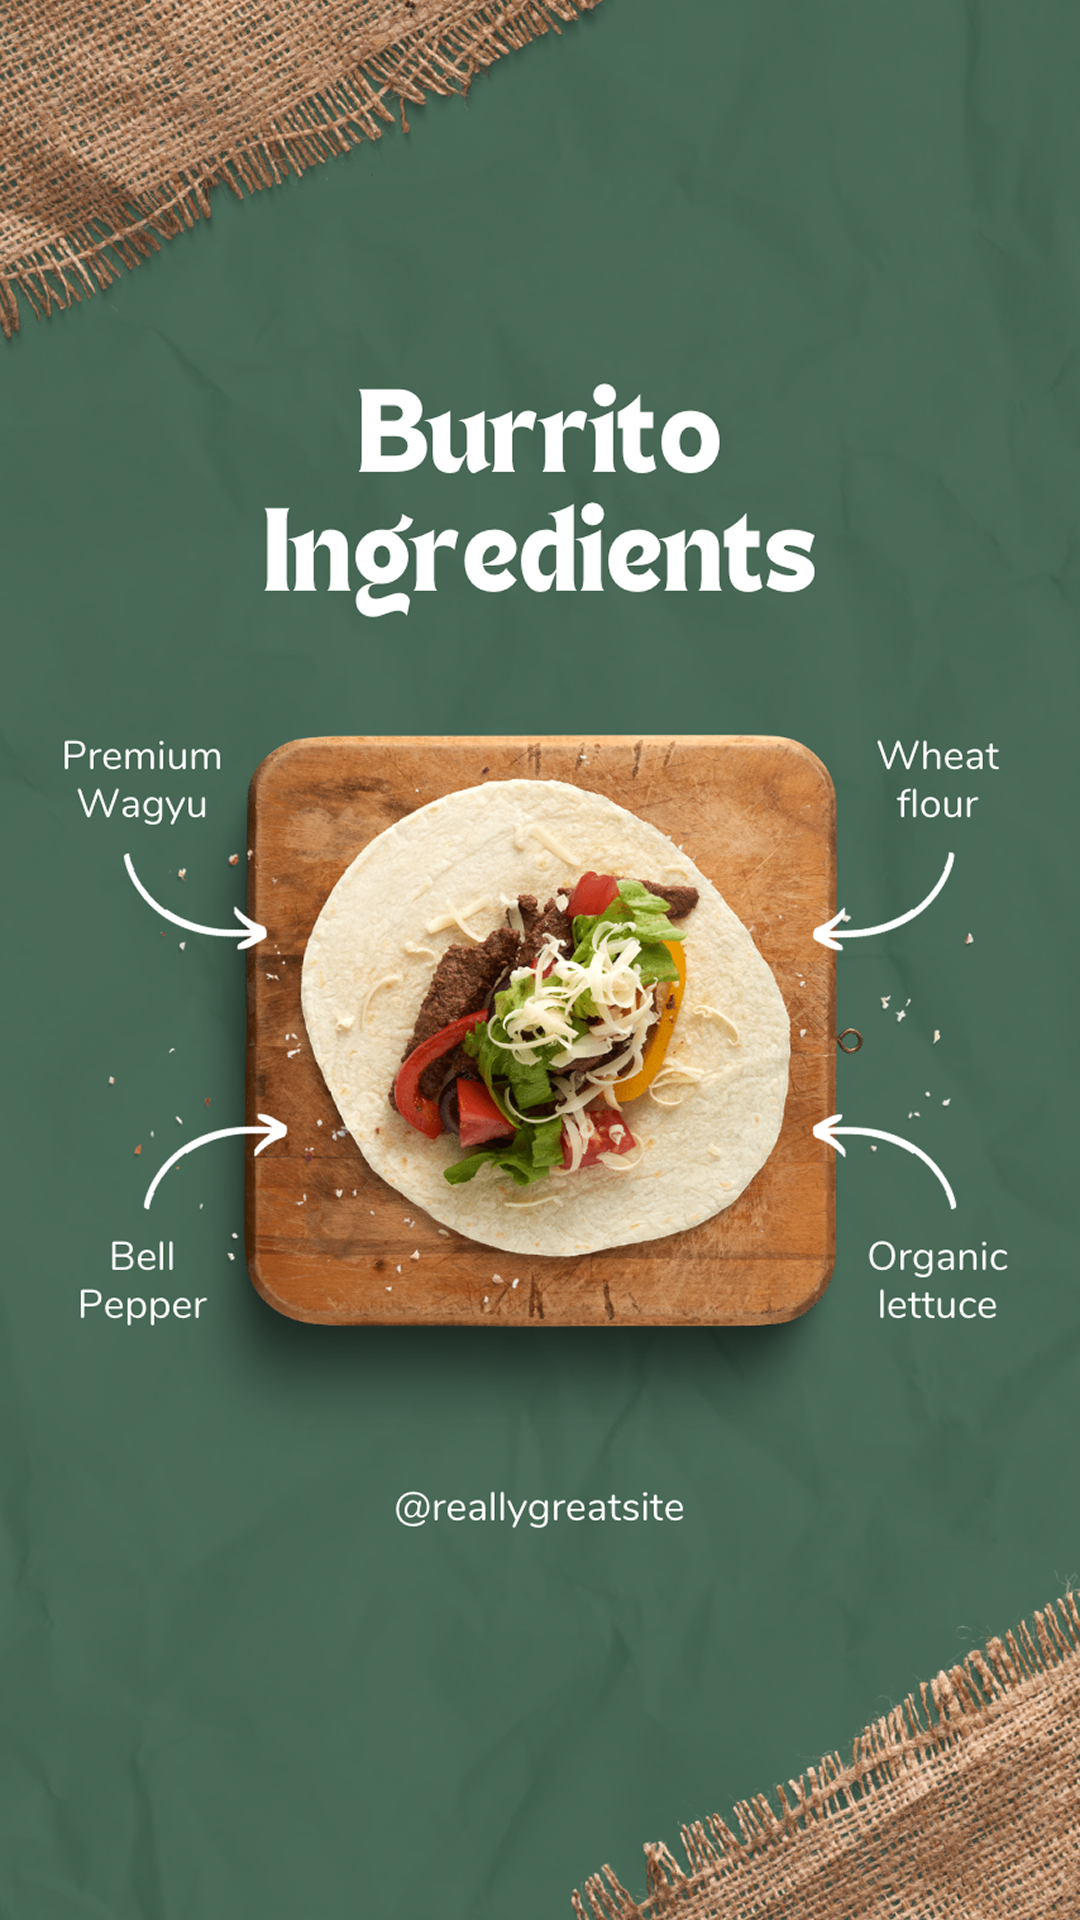 Burrito
Ingredients
Premium
Wagyu
Wheat
flour
Bell
Pepper
Organic
lettuce
@reallygreatsite